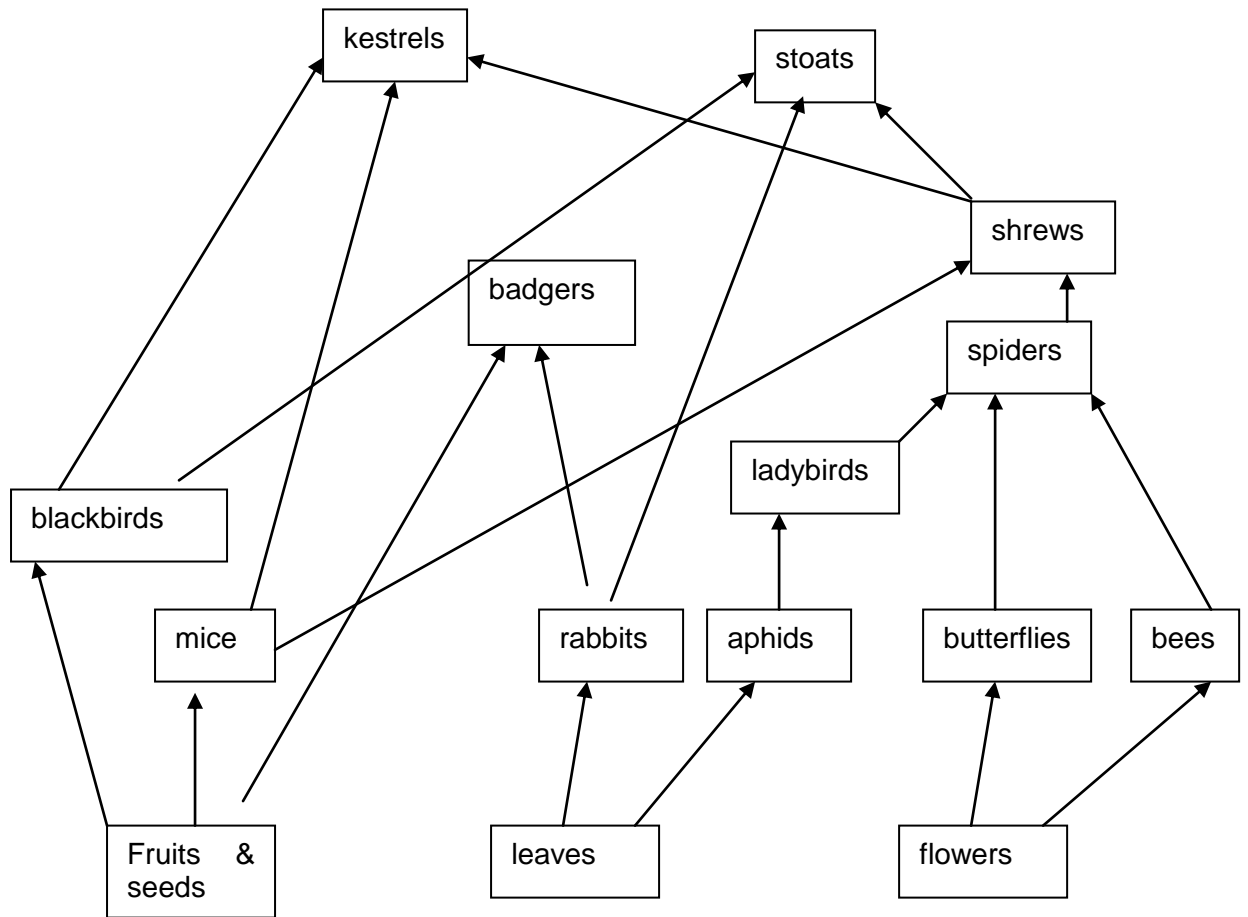 kestrels
stoats
shrews
badgers
spiders
ladybirds
blackbirds
mice
rabbits
aphids
butterflies
bees
Fruits &
seeds
leaves
flowers